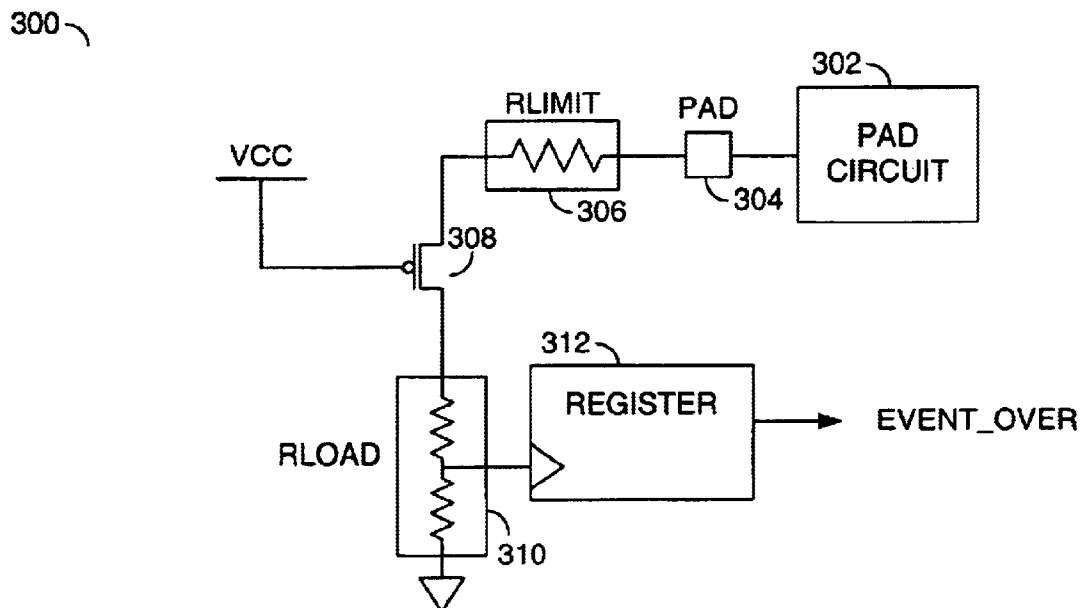 300
302
RLIMIT
PAD
PAD
CIRCUIT
VCC
306
304
308
312
REGISTER
EVENT_OVER
RLOAD
310